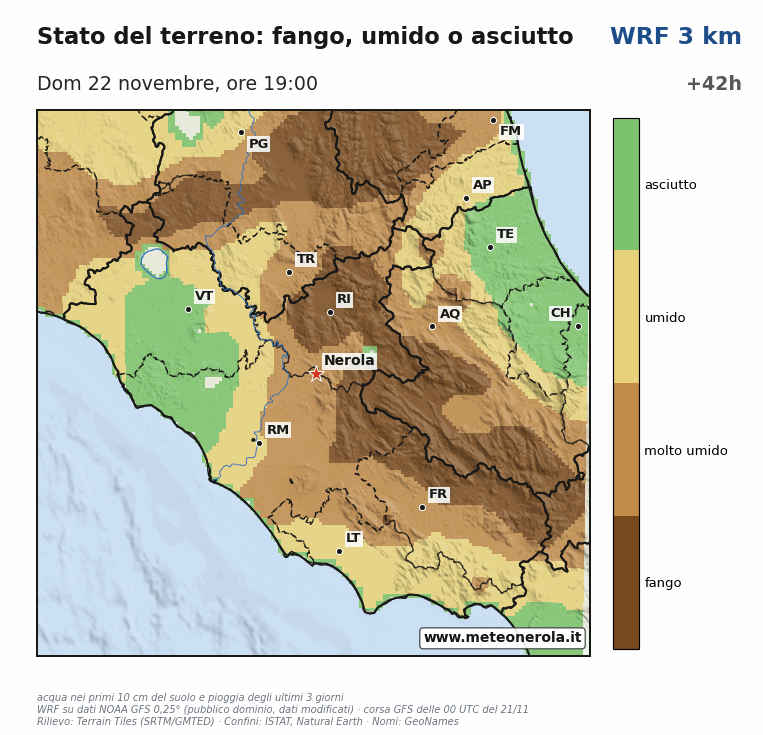 Stato del terreno: fango, umido o asciutto
WRF 3 km
Dom 22 novembre, ore 19:00
+42h
FM
PG
AP
TE
TR
VT
RI
AQ
CH
Nerola
RM
FR
LT
www.meteonerola.it
asciutto
umido
molto umido
fango
acqua nei primi 10 cm del suolo e pioggia degli ultimi 3 giorni
WRF su dati NOAA GFS 0,25° (pubblico dominio, dati modificati) · corsa GFS delle 00 UTC del 21/11
Rilievo: Terrain Tiles (SRTM/GMTED) · Confini: ISTAT, Natural Earth · Nomi: GeoNames